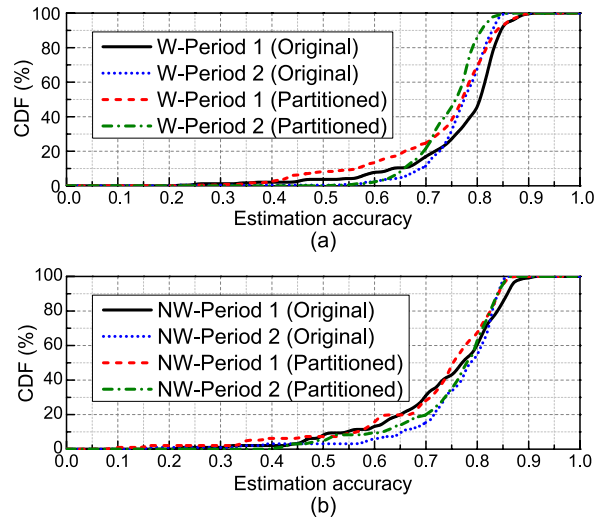 100
80
60
40
20
0
CDF (%)
W-Period 1 (Original)
W-Period 2 (Original)
W-Period 1 (Partitioned)
W-Period 2 (Partitioned)
0.0 0.1 0.2 0.3 0.4 0.5 0.6 0.7 0.8 0.9 1.0
Estimation accuracy
(a)
100
80
60
40
20
0
CDF (%)
NW-Period 1 (Original)
NW-Period 2 (Original)
NW-Period 1 (Partitioned)
NW-Period 2 (Partitioned)
0.0 0.1 0.2 0.3 0.4 0.5 0.6 0.7 0.8 0.9 1.0
Estimation accuracy
(b)